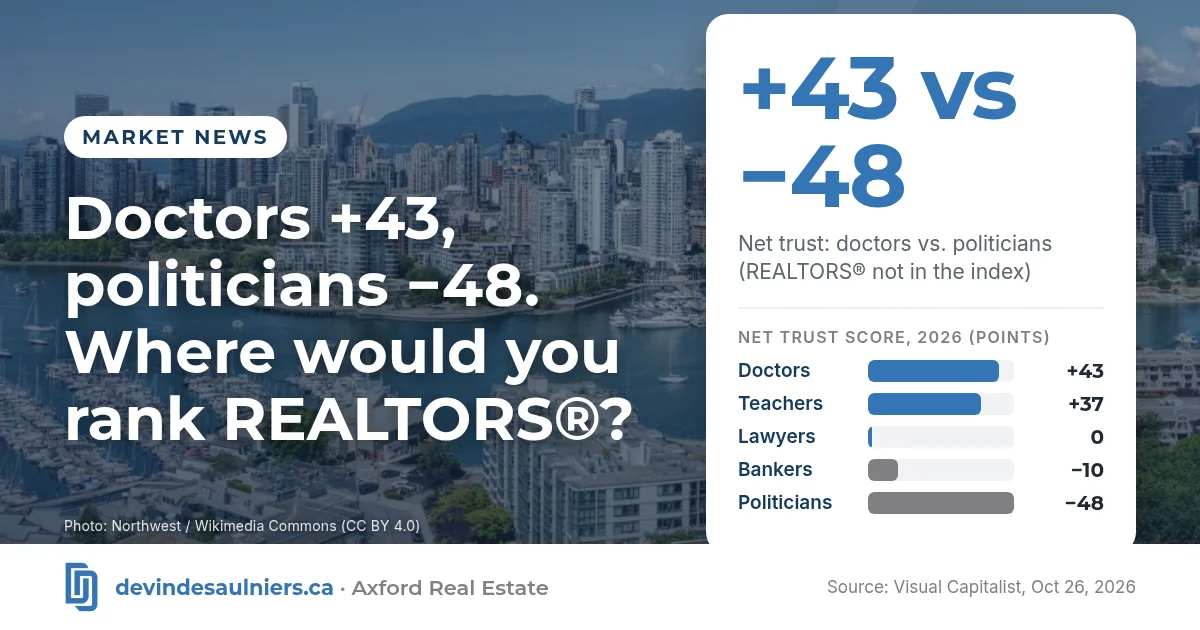 MARKET NEWS
Doctors +43,
politicians −48.
Where would you
rank REALTORS®?
Photo: Northwest / Wikimedia Commons (CC BY 4.0)
+43 vs
−48
Net trust: doctors vs. politicians
(REALTORS® not in the index)
NET TRUST SCORE, 2026 (POINTS)
Doctors +43
Teachers +37
Lawyers 0
Bankers −10
Politicians −48
devindesaulniers.ca · Axford Real Estate
Source: Visual Capitalist, Oct 26, 2026